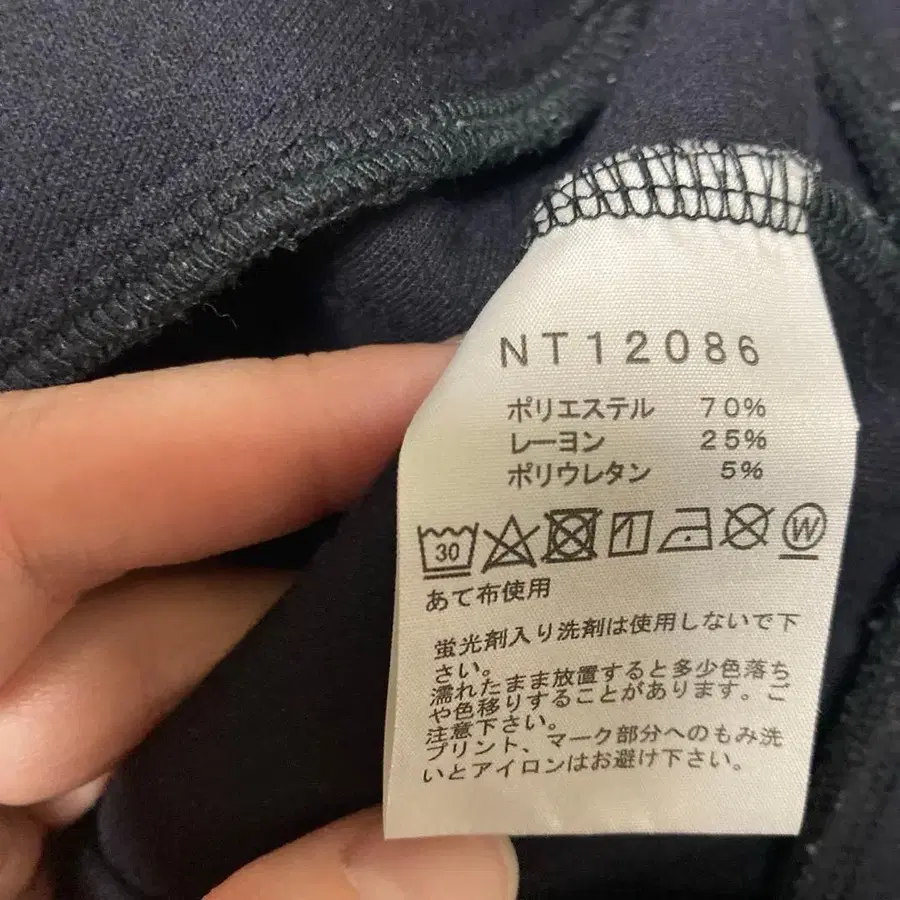 NT12086
ポリエステル 70%
レーヨン 25%
ポリウレタン 5%
30 W
あて布使用
蛍光剤入り洗剤は使用しないで下
さい。
濡れたまま放置すると多少色落ち
や色移りすることがあります。ご
注意下さい。
プリント、マーク部分へのもみ洗
いとアイロンはお避け下さい。